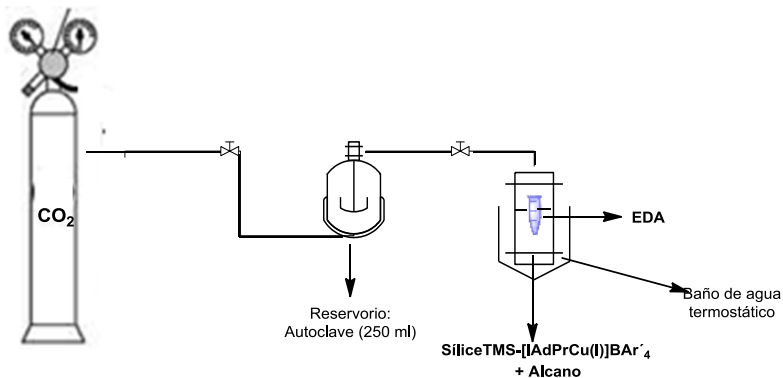 CO₂
EDA
Reservorio:
Autoclave (250 ml)
Baño de agua
termostático
SíliceTMS-[IAdPrCu(I)]BAr´₄
+ Alcano